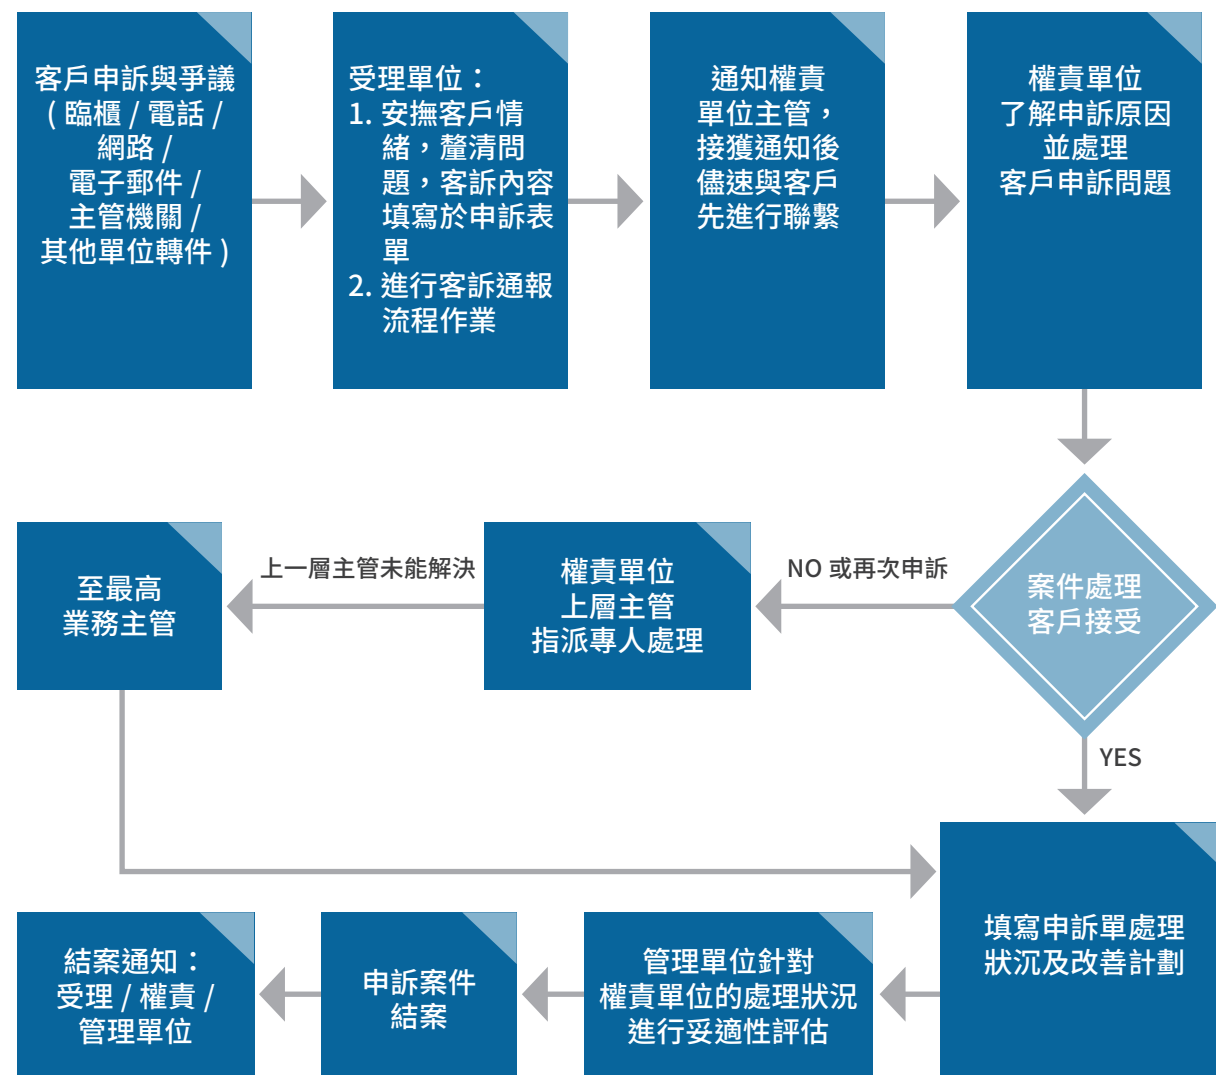 客戶申訴與爭議
( 臨櫃 / 電話 /
網路 /
電子郵件 /
主管機關 /
其他單位轉件 )
受理單位：
1. 安撫客戶情
緒，釐清問
題，客訴內容
填寫於申訴表
單
2. 進行客訴通報
流程作業
通知權責
單位主管，
接獲通知後
儘速與客戶
先進行聯繫
權責單位
了解申訴原因
並處理
客戶申訴問題
案件處理
客戶接受
NO 或再次申訴
權責單位
上層主管
指派專人處理
上一層主管未能解決
至最高
業務主管
YES
填寫申訴單處理
狀況及改善計劃
管理單位針對
權責單位的處理狀況
進行妥適性評估
申訴案件
結案
結案通知：
受理 / 權責 /
管理單位